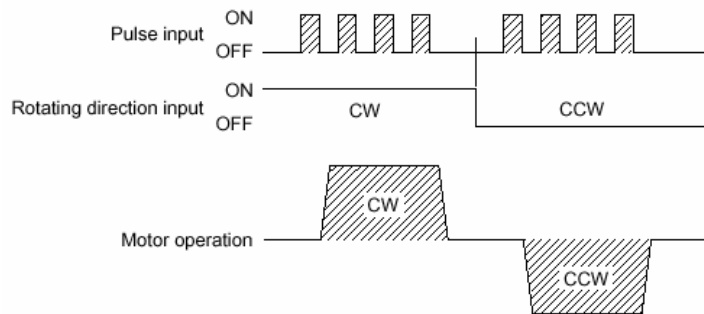 ON
Pulse input
OFF
ON
Rotating direction input
CW
CCW
OFF
CW
Motor operation
CCW